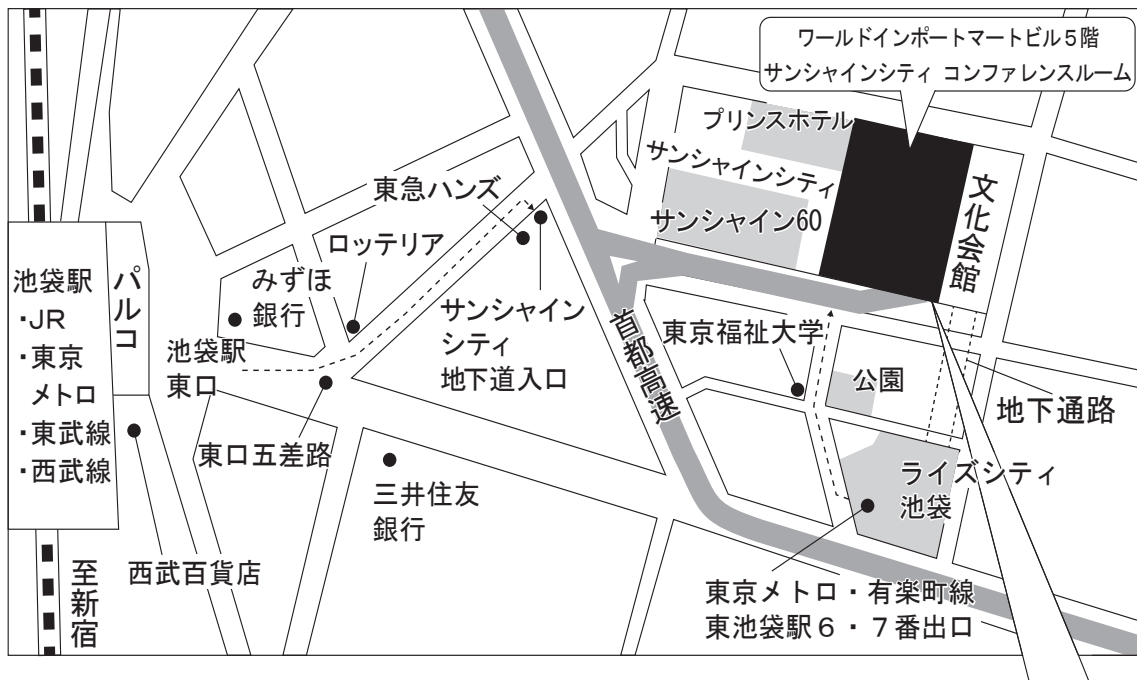 ワールドインポートマートビル5階
サンシャインシティ コンファレンスルーム
プリンスホテル
サンシャインシティ
サンシャイン60
文化会館
東急ハンズ
ロッテリア
みずほ
銀行
サンシャイン
シティ
地下道入口
池袋駅
・JR
・東京
メトロ
・東武線
・西武線
パルコ
池袋駅
東口
東口五差路
首都高速
東京福祉大学
公園
地下通路
ライズシティ
池袋
三井住友
銀行
西武百貨店
至新宿
東京メトロ・有楽町線
東池袋駅6・7番出口